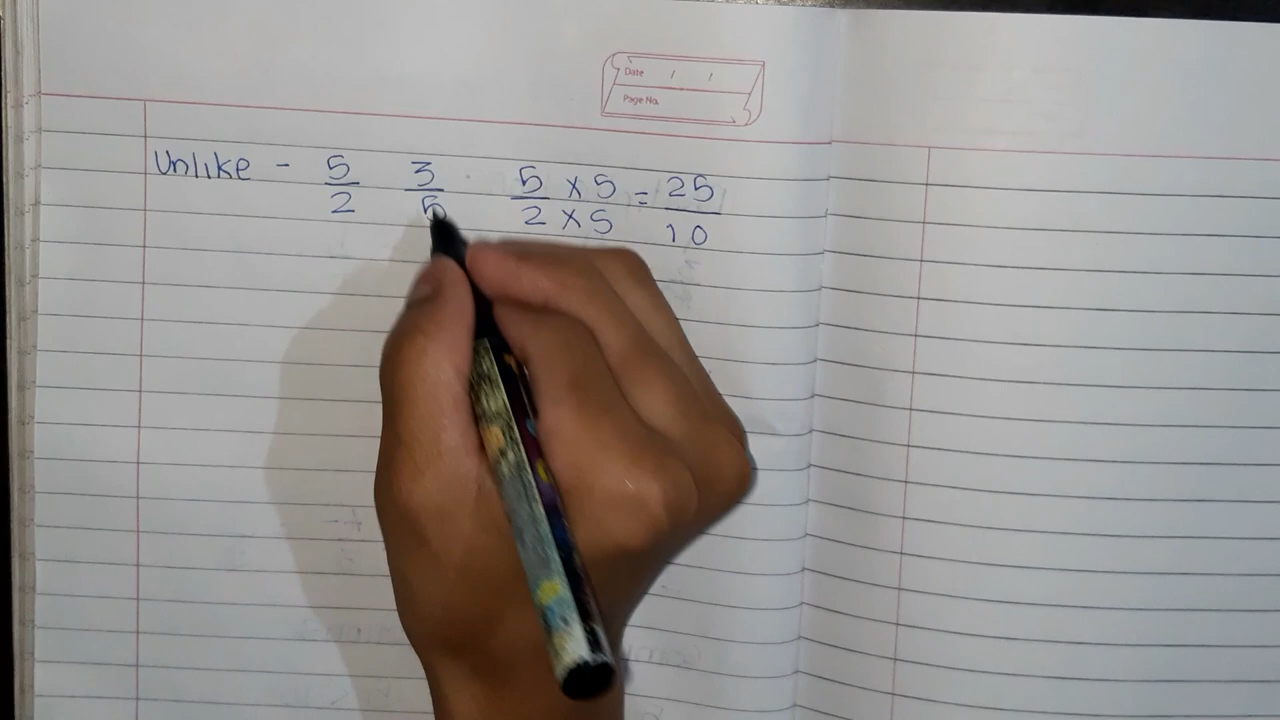 Date / /
Page No.
Unlike - 5/2 3/5 5 x 5 / 2 x 5 = 25/10